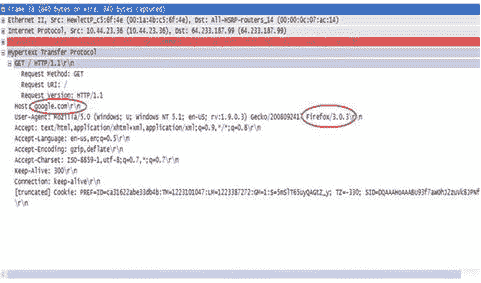 Frame 38 (840 bytes on wire, 840 bytes captured)
Ethernet II, Src: HewlettP_c5:6f:4e (00:1a:4b:c5:6f:4e), Dst: All-HSRP-routers_14 (00:00:0c:07:ac:14)
Internet Protocol, Src: 10.44.23.36 (10.44.23.36), Dst: 64.233.187.99 (64.233.187.99)
Hypertext Transfer Protocol
GET / HTTP/1.1\r\n
Request Method: GET
Request URI: /
Request Version: HTTP/1.1
Host: google.com\r\n
User-Agent: Mozilla/5.0 (Windows; U; Windows NT 5.1; en-US; rv:1.9.0.3) Gecko/2008092417 Firefox/3.0.3\r\n
Accept: text/html,application/xhtml+xml,application/xml;q=0.9,*/*;q=0.8\r\n
Accept-Language: en-us,en;q=0.5\r\n
Accept-Encoding: gzip,deflate\r\n
Accept-Charset: ISO-8859-1,utf-8;q=0.7,*;q=0.7\r\n
Keep-Alive: 300\r\n
Connection: keep-alive\r\n
[truncated] Cookie: PREF=ID=ca31622abe33db4b:TM=1223101047:LM=1223387272:GM=1:S=5mSlT65uyQAGtZ_y; TZ=-330;
\r\n